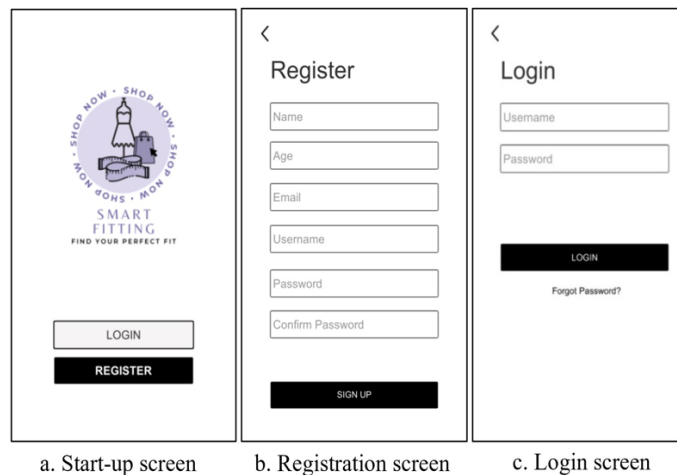 SHOP NOW · SHOP NOW · SHOP NOW · SHOP NOW ·
SMART
FITTING
FIND YOUR PERFECT FIT
LOGIN
REGISTER
a. Start-up screen
Register
Name
Age
Email
Username
Password
Confirm Password
SIGN UP
b. Registration screen
Login
Username
Password
LOGIN
Forgot Password?
c. Login screen